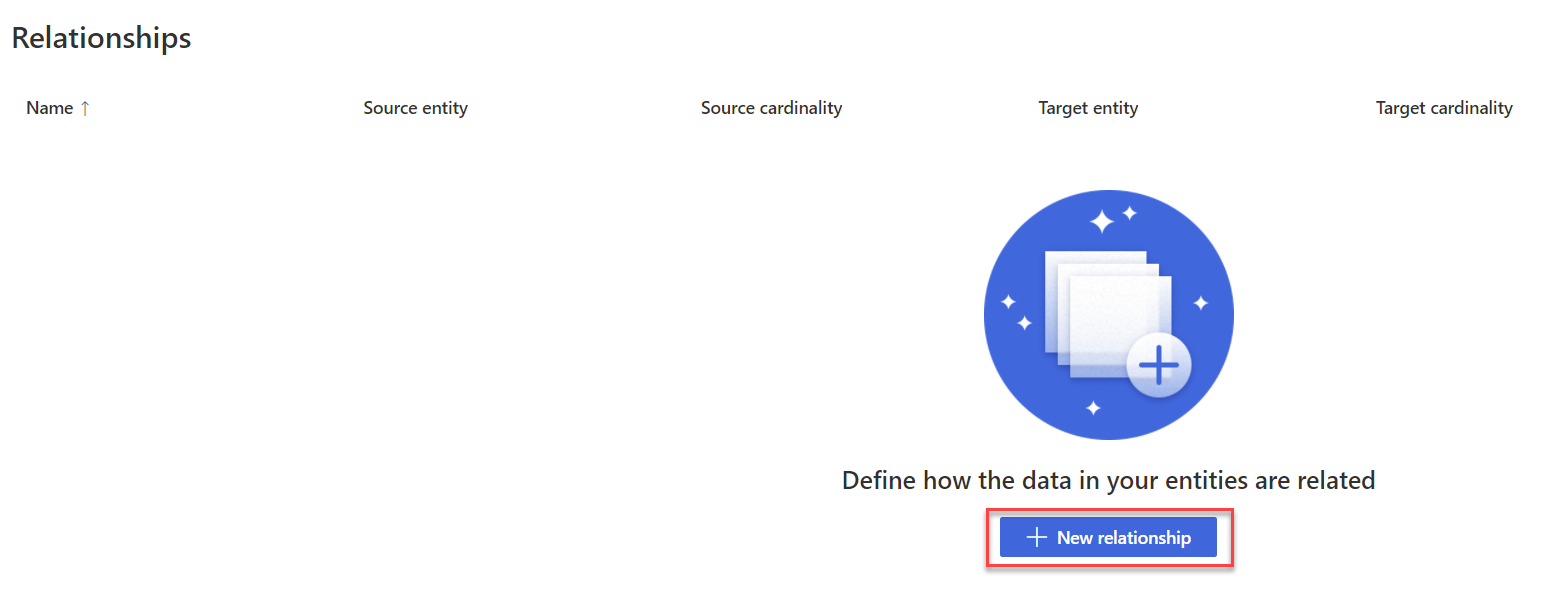 Relationships
Name ↑ Source entity Source cardinality Target entity Target cardinality
Define how the data in your entities are related
New relationship